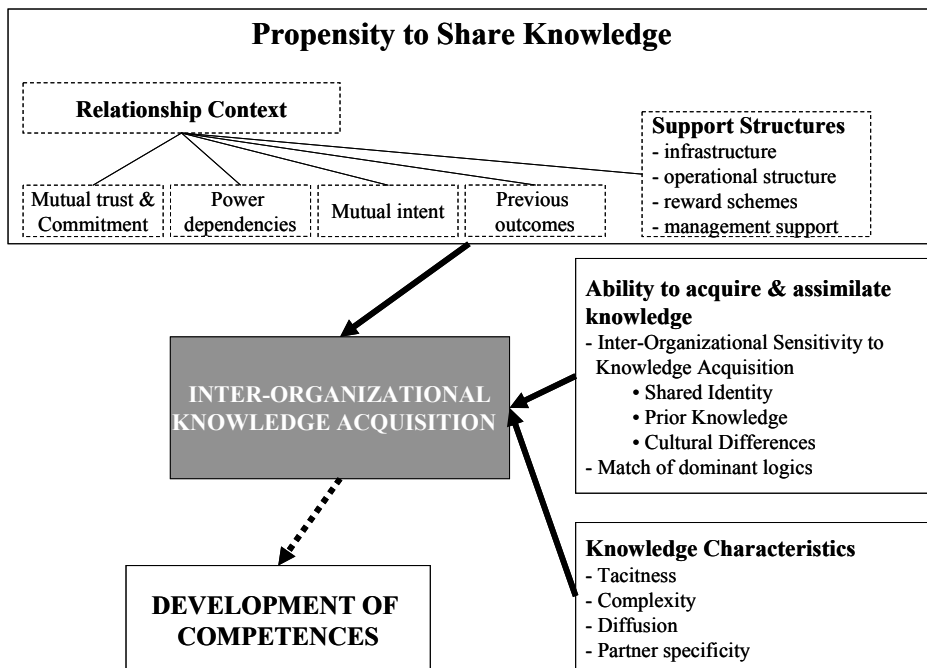 Propensity to Share Knowledge
Relationship Context
Mutual trust &
Commitment
Power
dependencies
Mutual intent
Previous
outcomes
Support Structures
- infrastructure
- operational structure
- reward schemes
- management support
Ability to acquire & assimilate
knowledge
- Inter-Organizational Sensitivity to
Knowledge Acquisition
• Shared Identity
• Prior Knowledge
• Cultural Differences
- Match of dominant logics
INTER-ORGANIZATIONAL
KNOWLEDGE ACQUISITION
Knowledge Characteristics
- Tacitness
- Complexity
- Diffusion
- Partner specificity
DEVELOPMENT OF
COMPETENCES